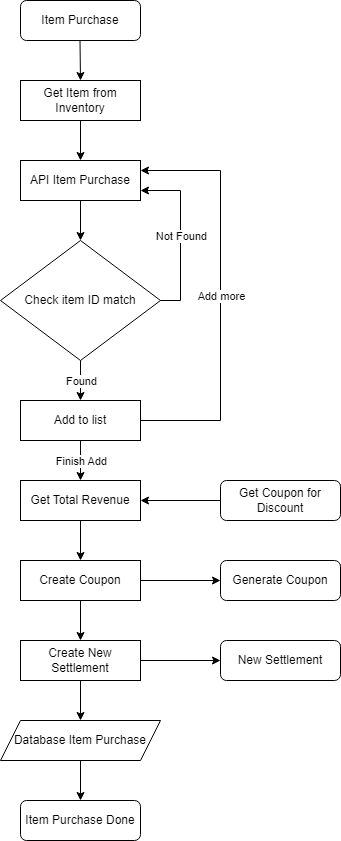 Item Purchase
Get Item from
Inventory
API Item Purchase
Not Found
Check item ID match
Add more
Found
Add to list
Finish Add
Get Total Revenue
Get Coupon for
Discount
Create Coupon
Generate Coupon
Create New
Settlement
New Settlement
Database Item Purchase
Item Purchase Done